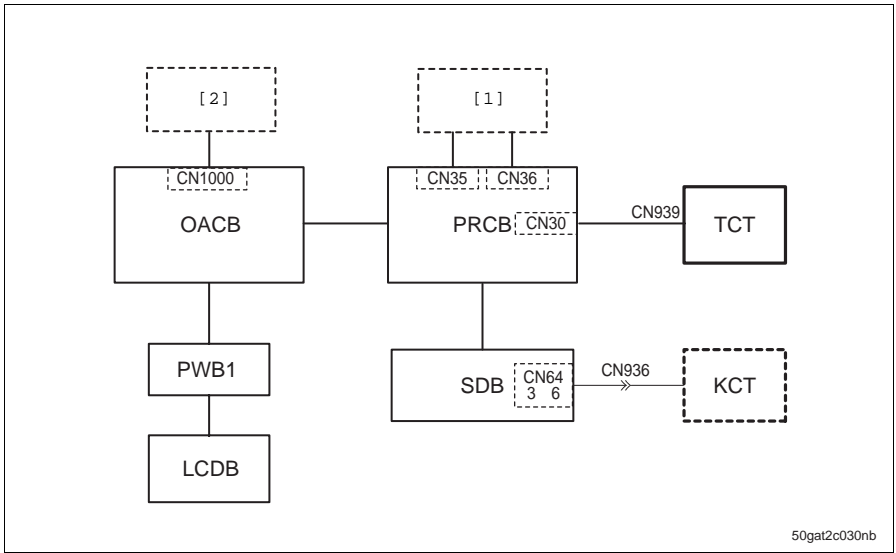 [2]
[1]
CN1000
CN35
CN36
OACB
PRCB
CN30
CN939
TCT
PWB1
SDB
CN64
3 6
CN936
KCT
LCDB
50gat2c030nb